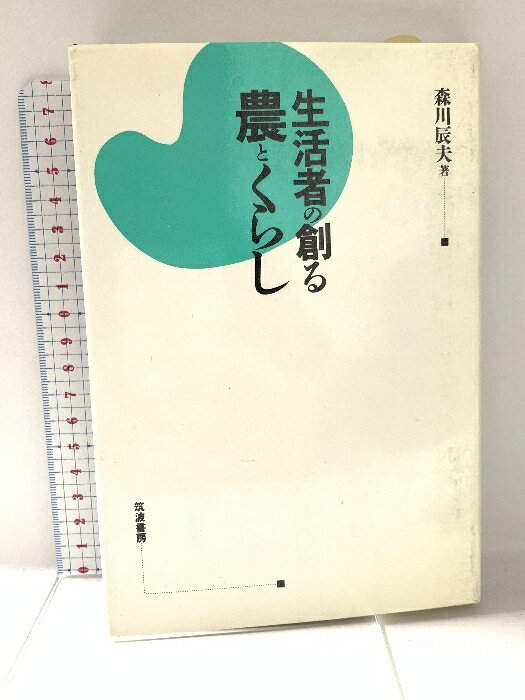 森川辰夫著
生活者の創る
農とくらし
筑波書房